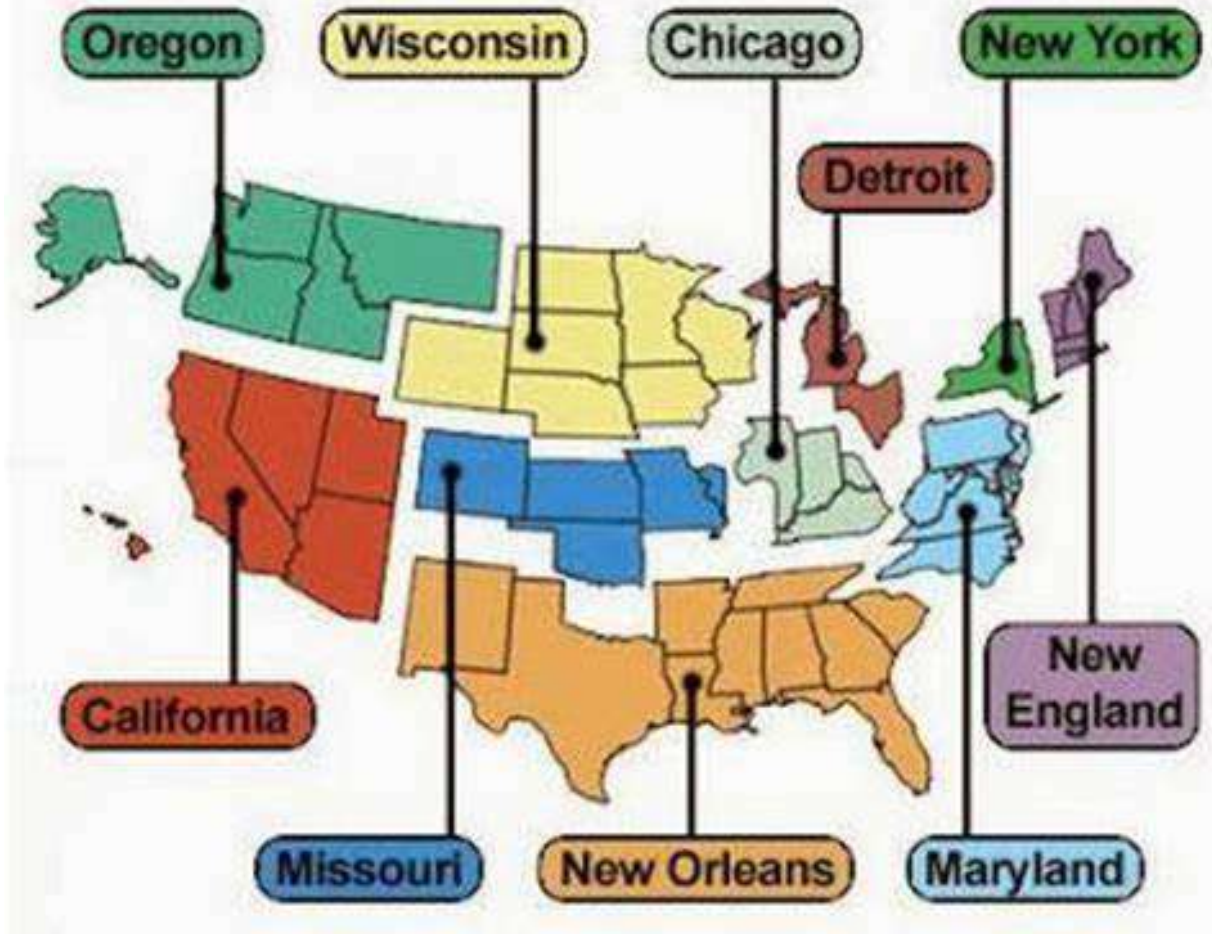 Oregon
Wisconsin
Chicago
New York
Detroit
New
England
California
Missouri
New Orleans
Maryland